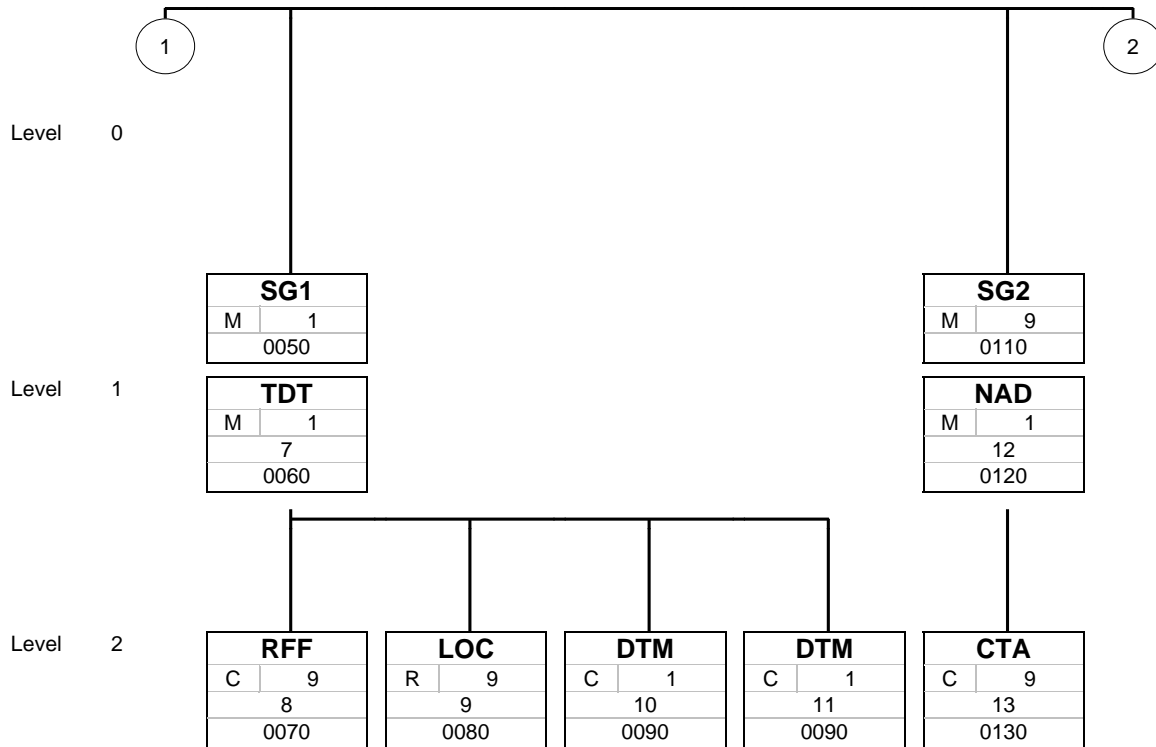 1 2
Level 0
SG1 SG2
M 1 M 9
0050 0110
Level 1 TDT NAD
M 1 M 1
7 12
0060 0120
Level 2 RFF LOC DTM DTM CTA
C 9 R 9 C 1 C 1 C 9
8 9 10 11 13
0070 0080 0090 0090 0130